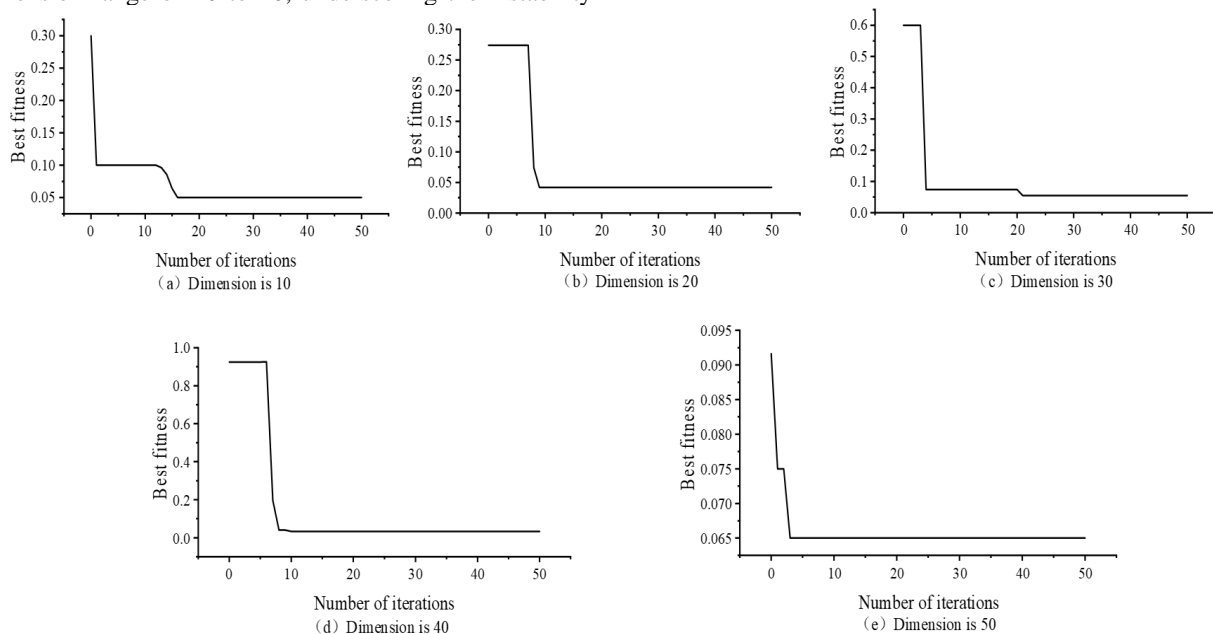 0.30
0.25
0.20
0.15
0.10
0.05
Best fitness
0 10 20 30 40 50
Number of iterations
（a）Dimension is 10
0.30
0.25
0.20
0.15
0.10
0.05
0.00
Best fitness
0 10 20 30 40 50
Number of iterations
（b）Dimension is 20
0.6
0.5
0.4
0.3
0.2
0.1
0.0
Best fitness
0 10 20 30 40 50
Number of iterations
（c）Dimension is 30
1.0
0.8
0.6
0.4
0.2
0.0
Best fitness
0 10 20 30 40 50
Number of iterations
（d）Dimension is 40
0.095
0.090
0.085
0.080
0.075
0.070
0.065
Best fitness
0 10 20 30 40 50
Number of iterations
（e）Dimension is 50